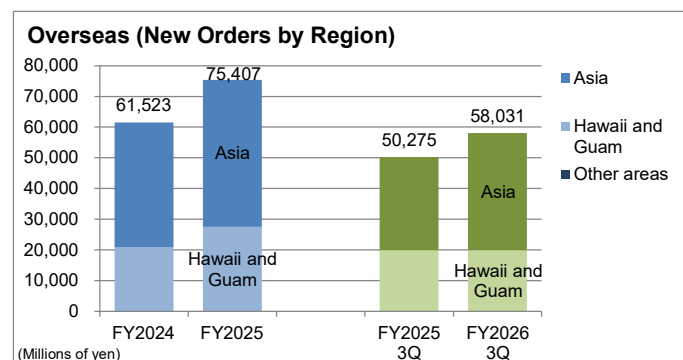 Overseas (New Orders by Region)
80,000
70,000
60,000
50,000
40,000
30,000
20,000
10,000
0
61,523
75,407
50,275
58,031
Asia
Hawaii and
Guam
Asia
Hawaii and
Guam
FY2024
FY2025
FY2025
3Q
FY2026
3Q
(Millions of yen)
Asia
Hawaii and
Guam
Other areas